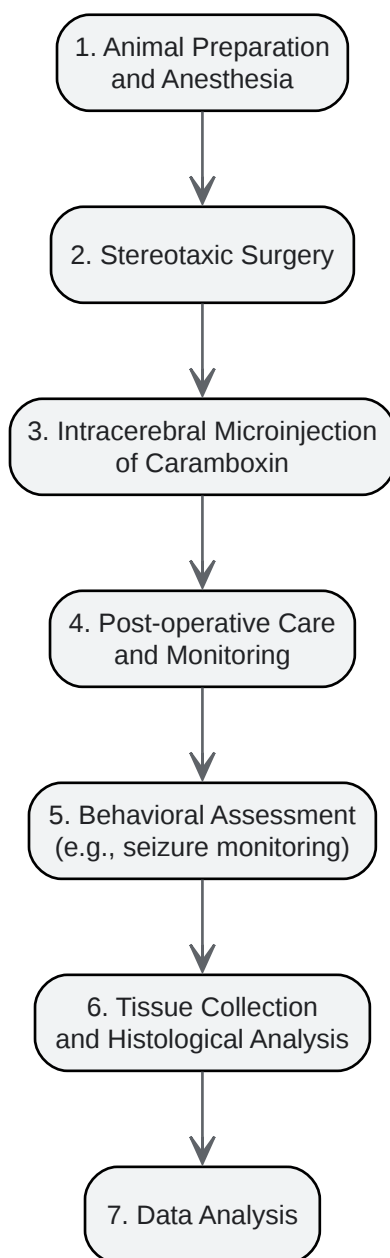 1. Animal Preparation
and Anesthesia
2. Stereotaxic Surgery
3. Intracerebral Microinjection
of Caramboxin
4. Post-operative Care
and Monitoring
5. Behavioral Assessment
(e.g., seizure monitoring)
6. Tissue Collection
and Histological Analysis
7. Data Analysis